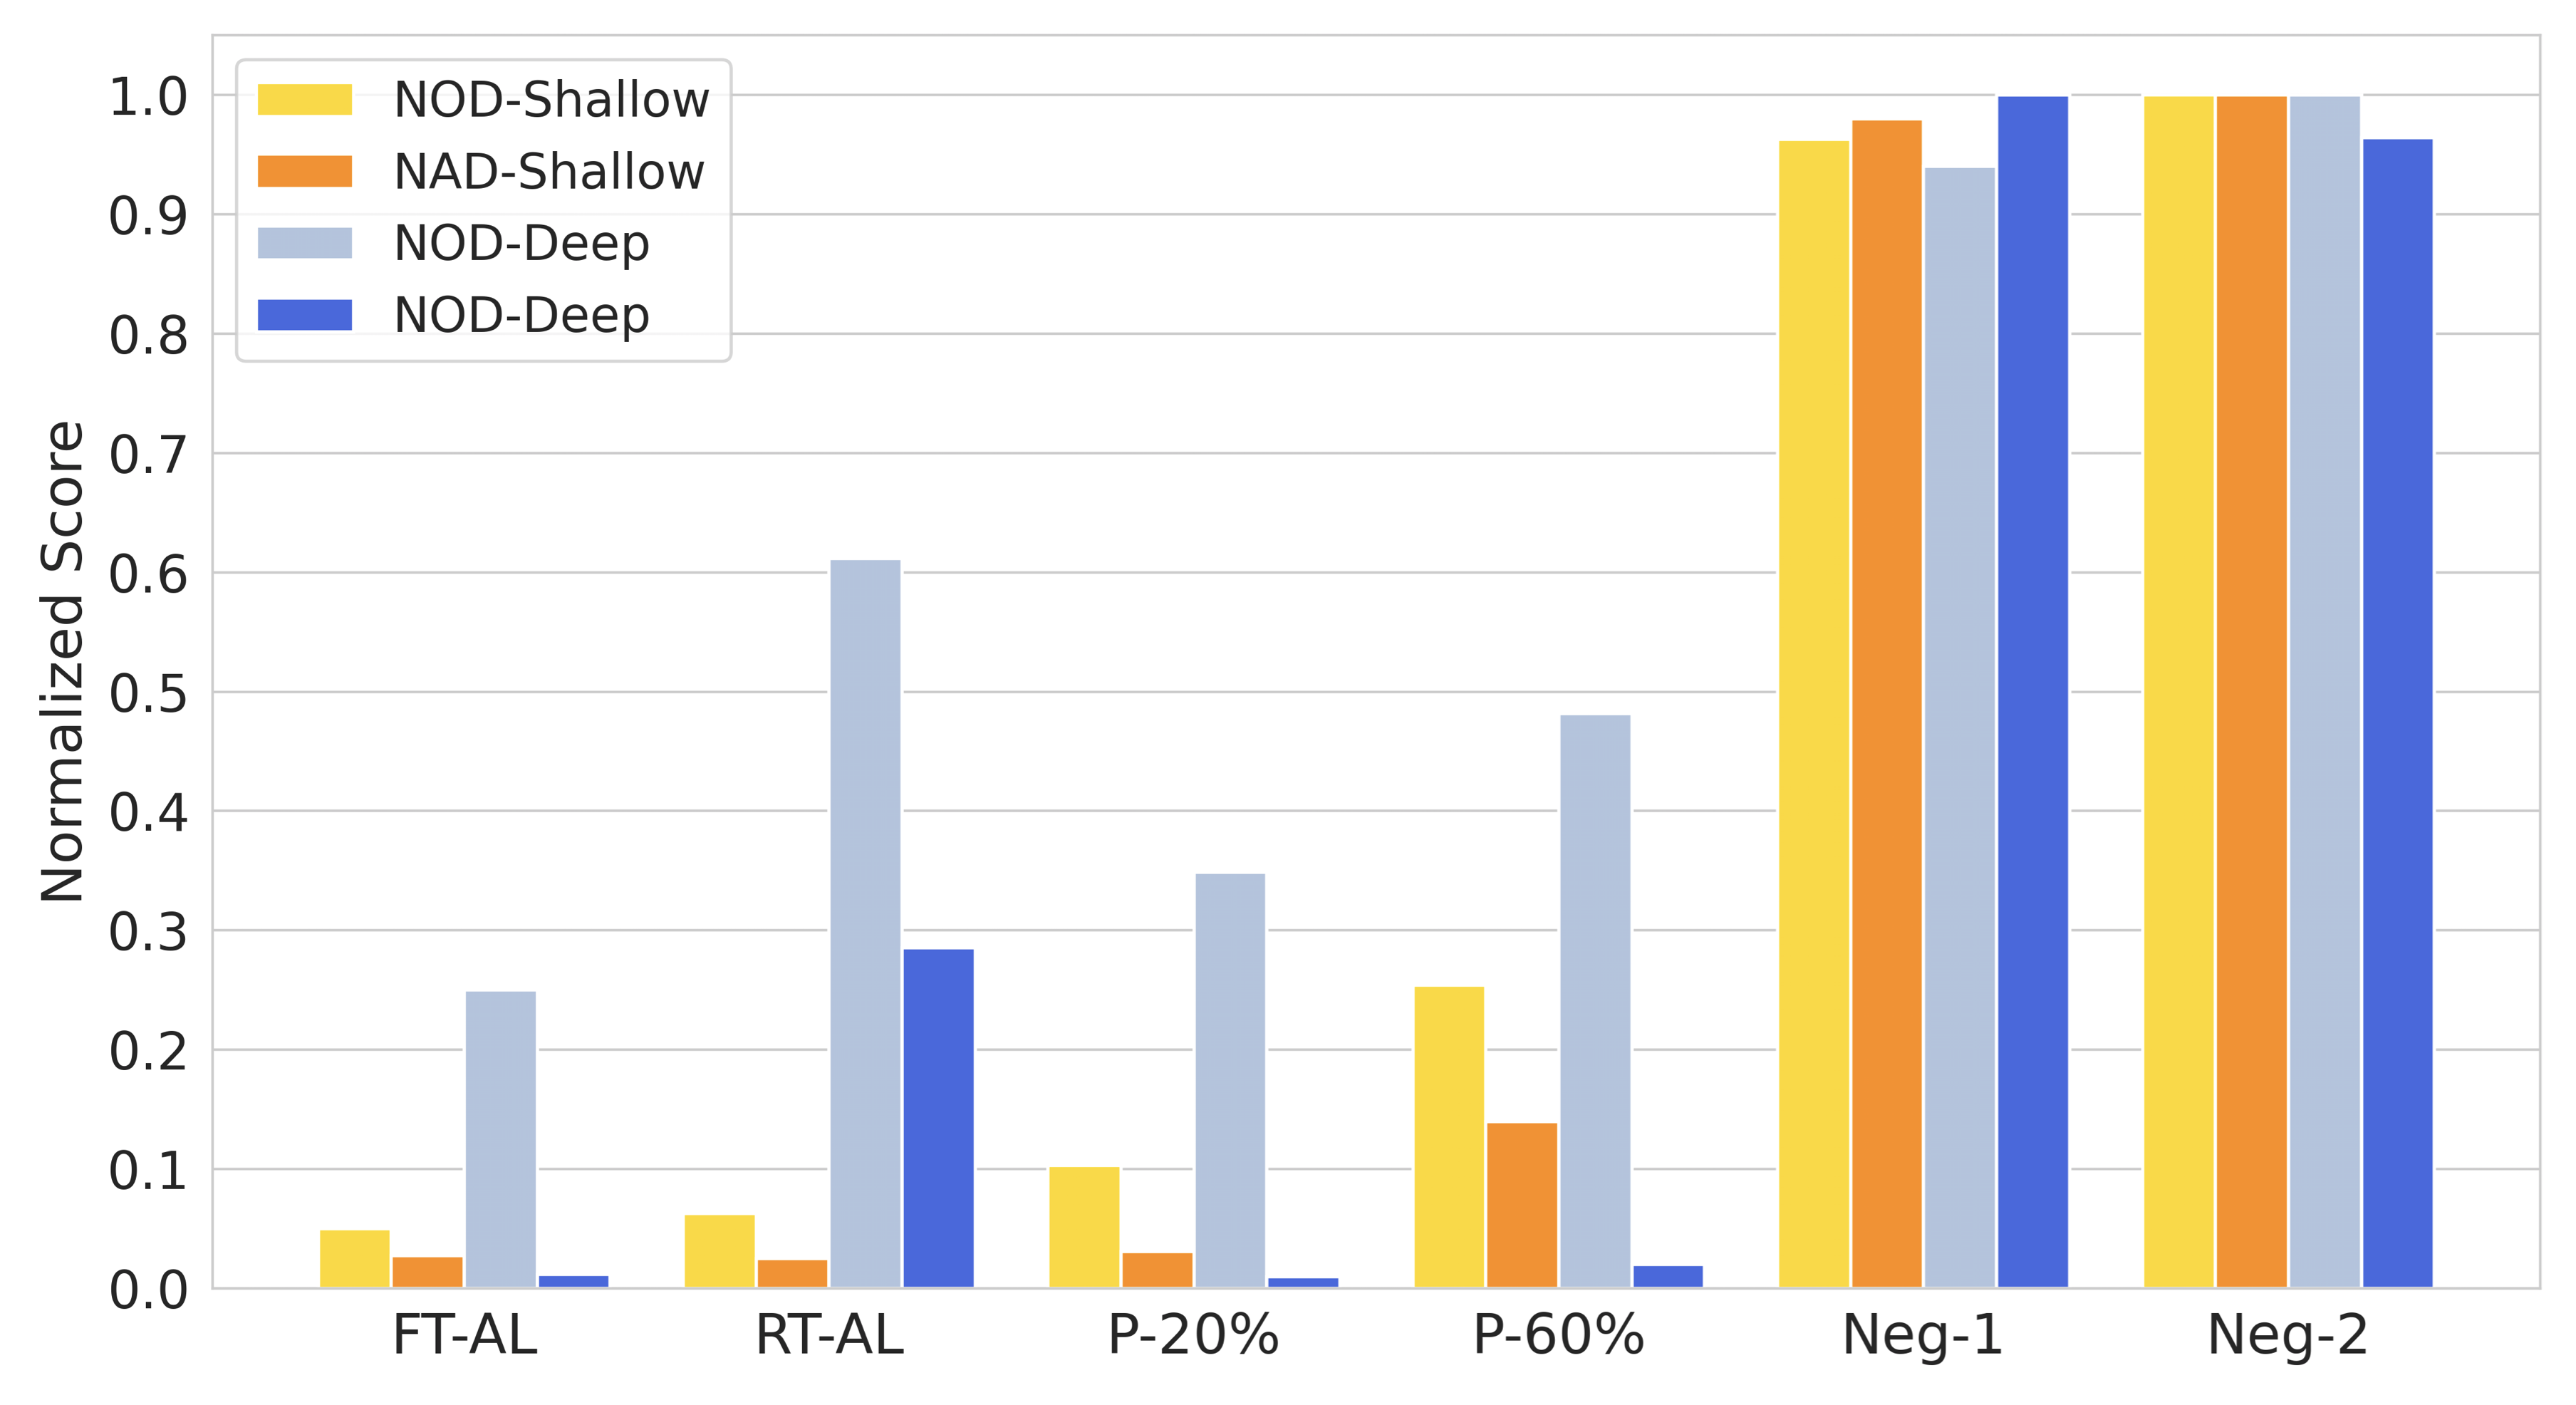 NOD-Shallow
NAD-Shallow
NOD-Deep
NOD-Deep
Normalized Score
1.0
0.9
0.8
0.7
0.6
0.5
0.4
0.3
0.2
0.1
0.0
FT-AL RT-AL P-20% P-60% Neg-1 Neg-2